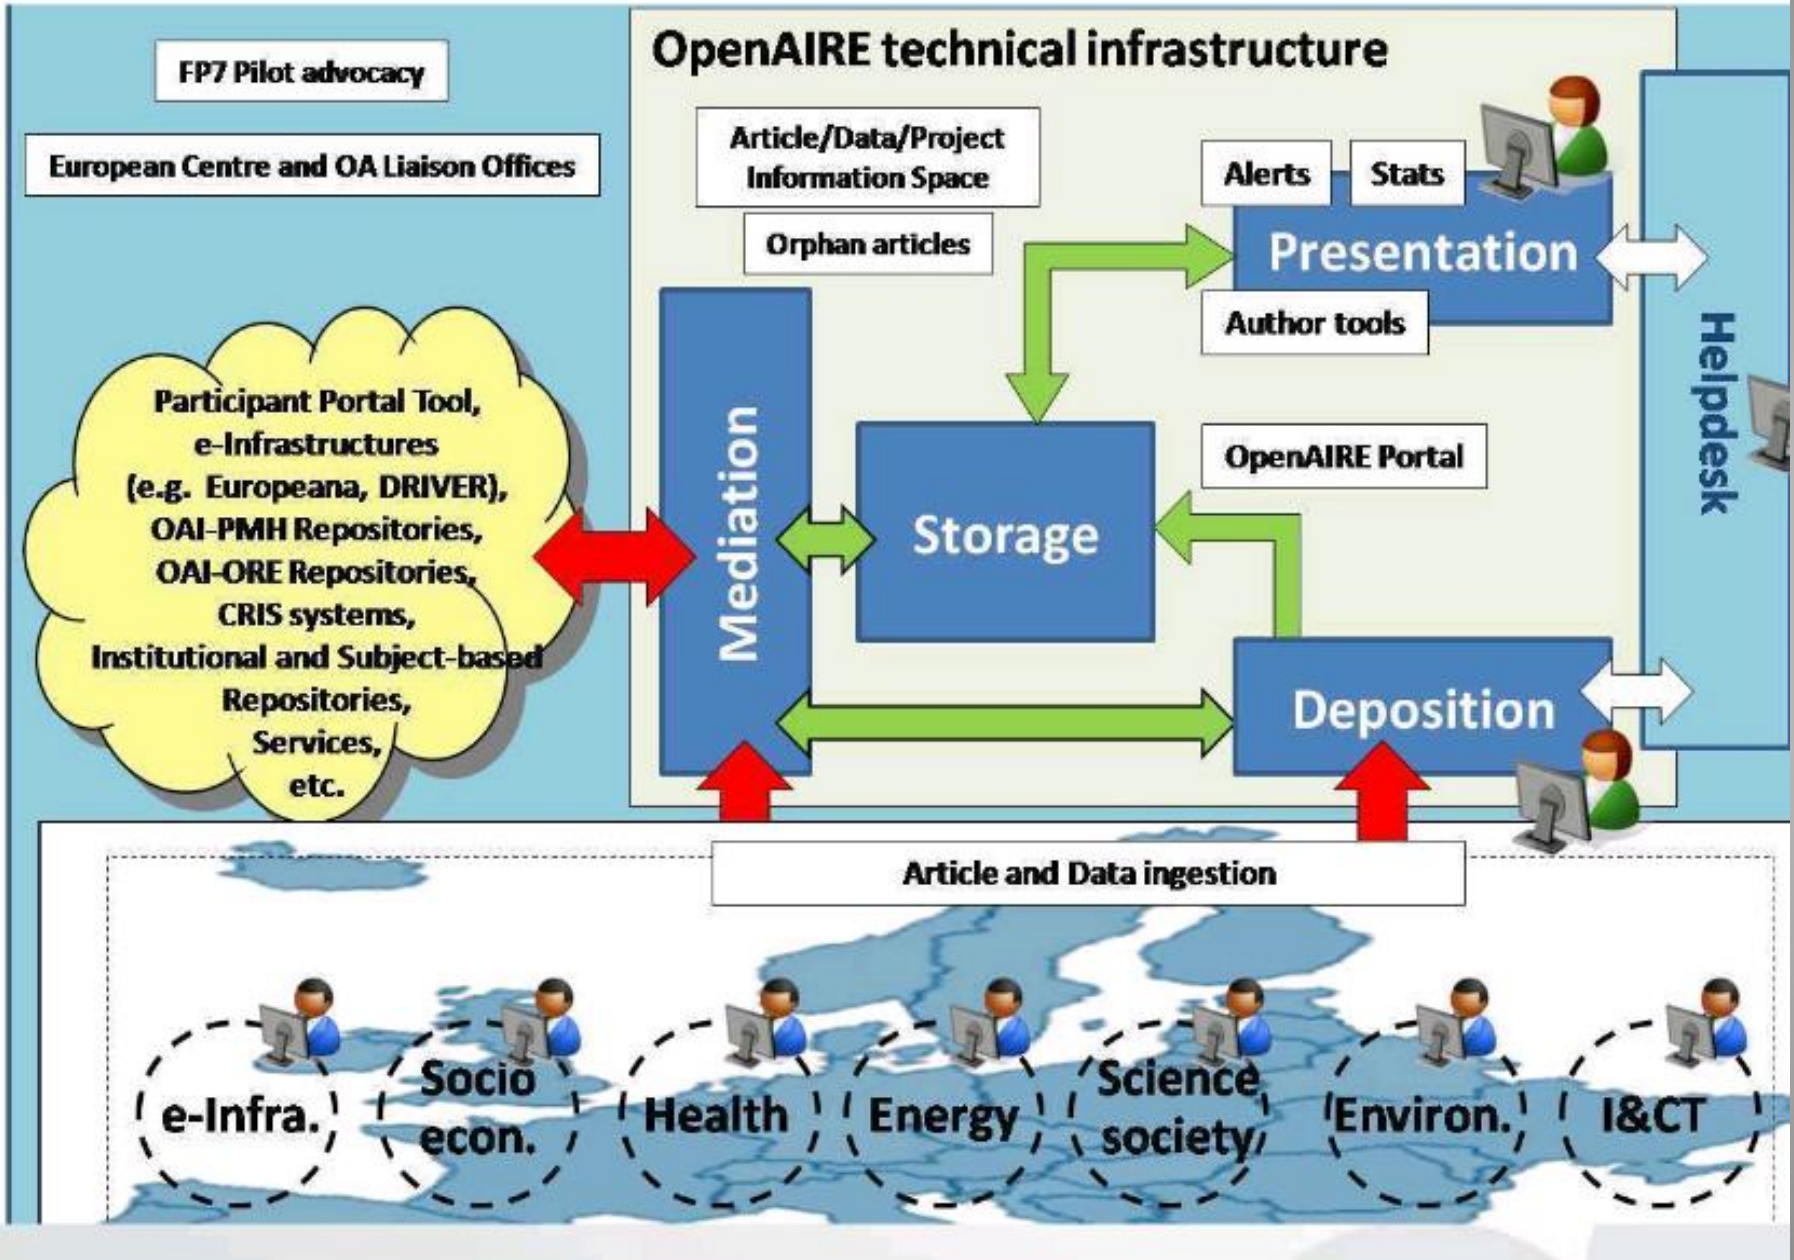 FP7 Pilot advocacy
European Centre and OA Liaison Offices
OpenAIRE technical infrastructure
Article/Data/Project
Information Space
Orphan articles
Alerts
Stats
Presentation
Author tools
Helpdesk
Participant Portal Tool,
e-Infrastructures
(e.g. Europeana, DRIVER),
OAI-PMH Repositories,
OAI-ORE Repositories,
CRIS systems,
Institutional and Subject-based
Repositories,
Services,
etc.
Mediation
Storage
OpenAIRE Portal
Deposition
Article and Data ingestion
e-Infra.
Socio
econ.
Health
Energy
Science
society
Environ.
I&CT